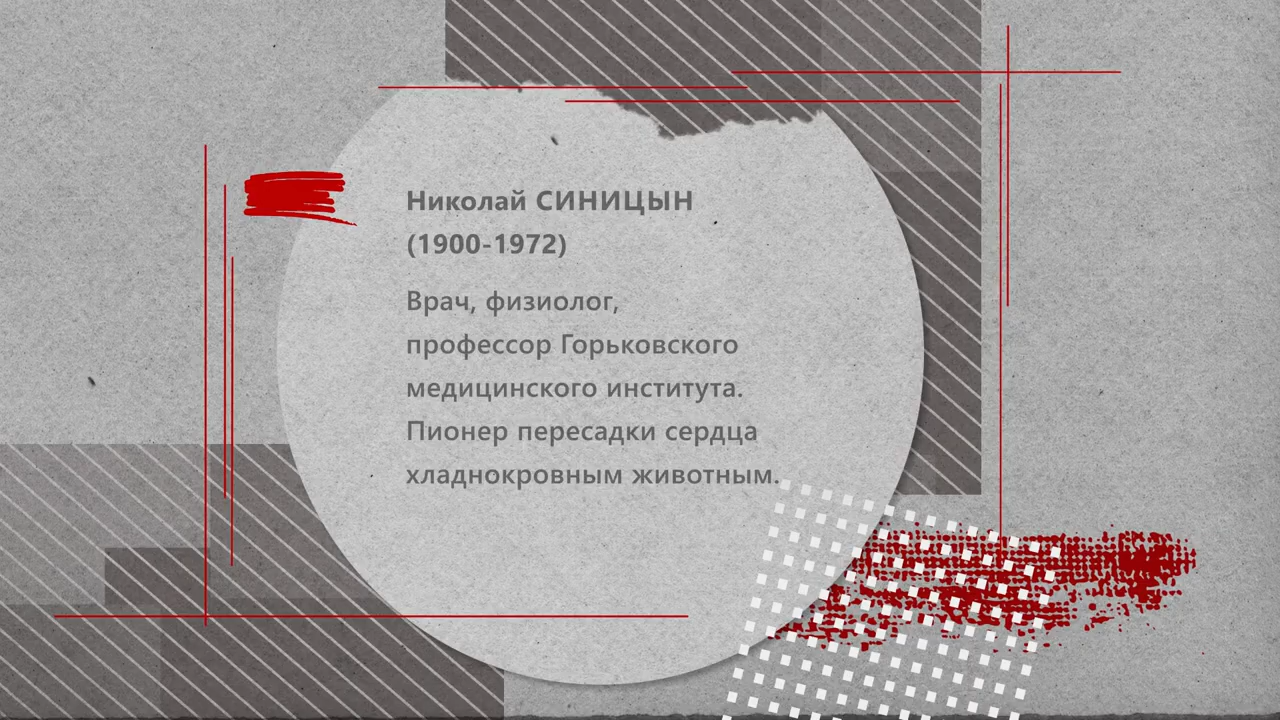 Николай СИНИЦЫН
(1900-1972)
Врач, физиолог,
профессор Горьковского
медицинского института.
Пионер пересадки сердца
хладнокровным животным.